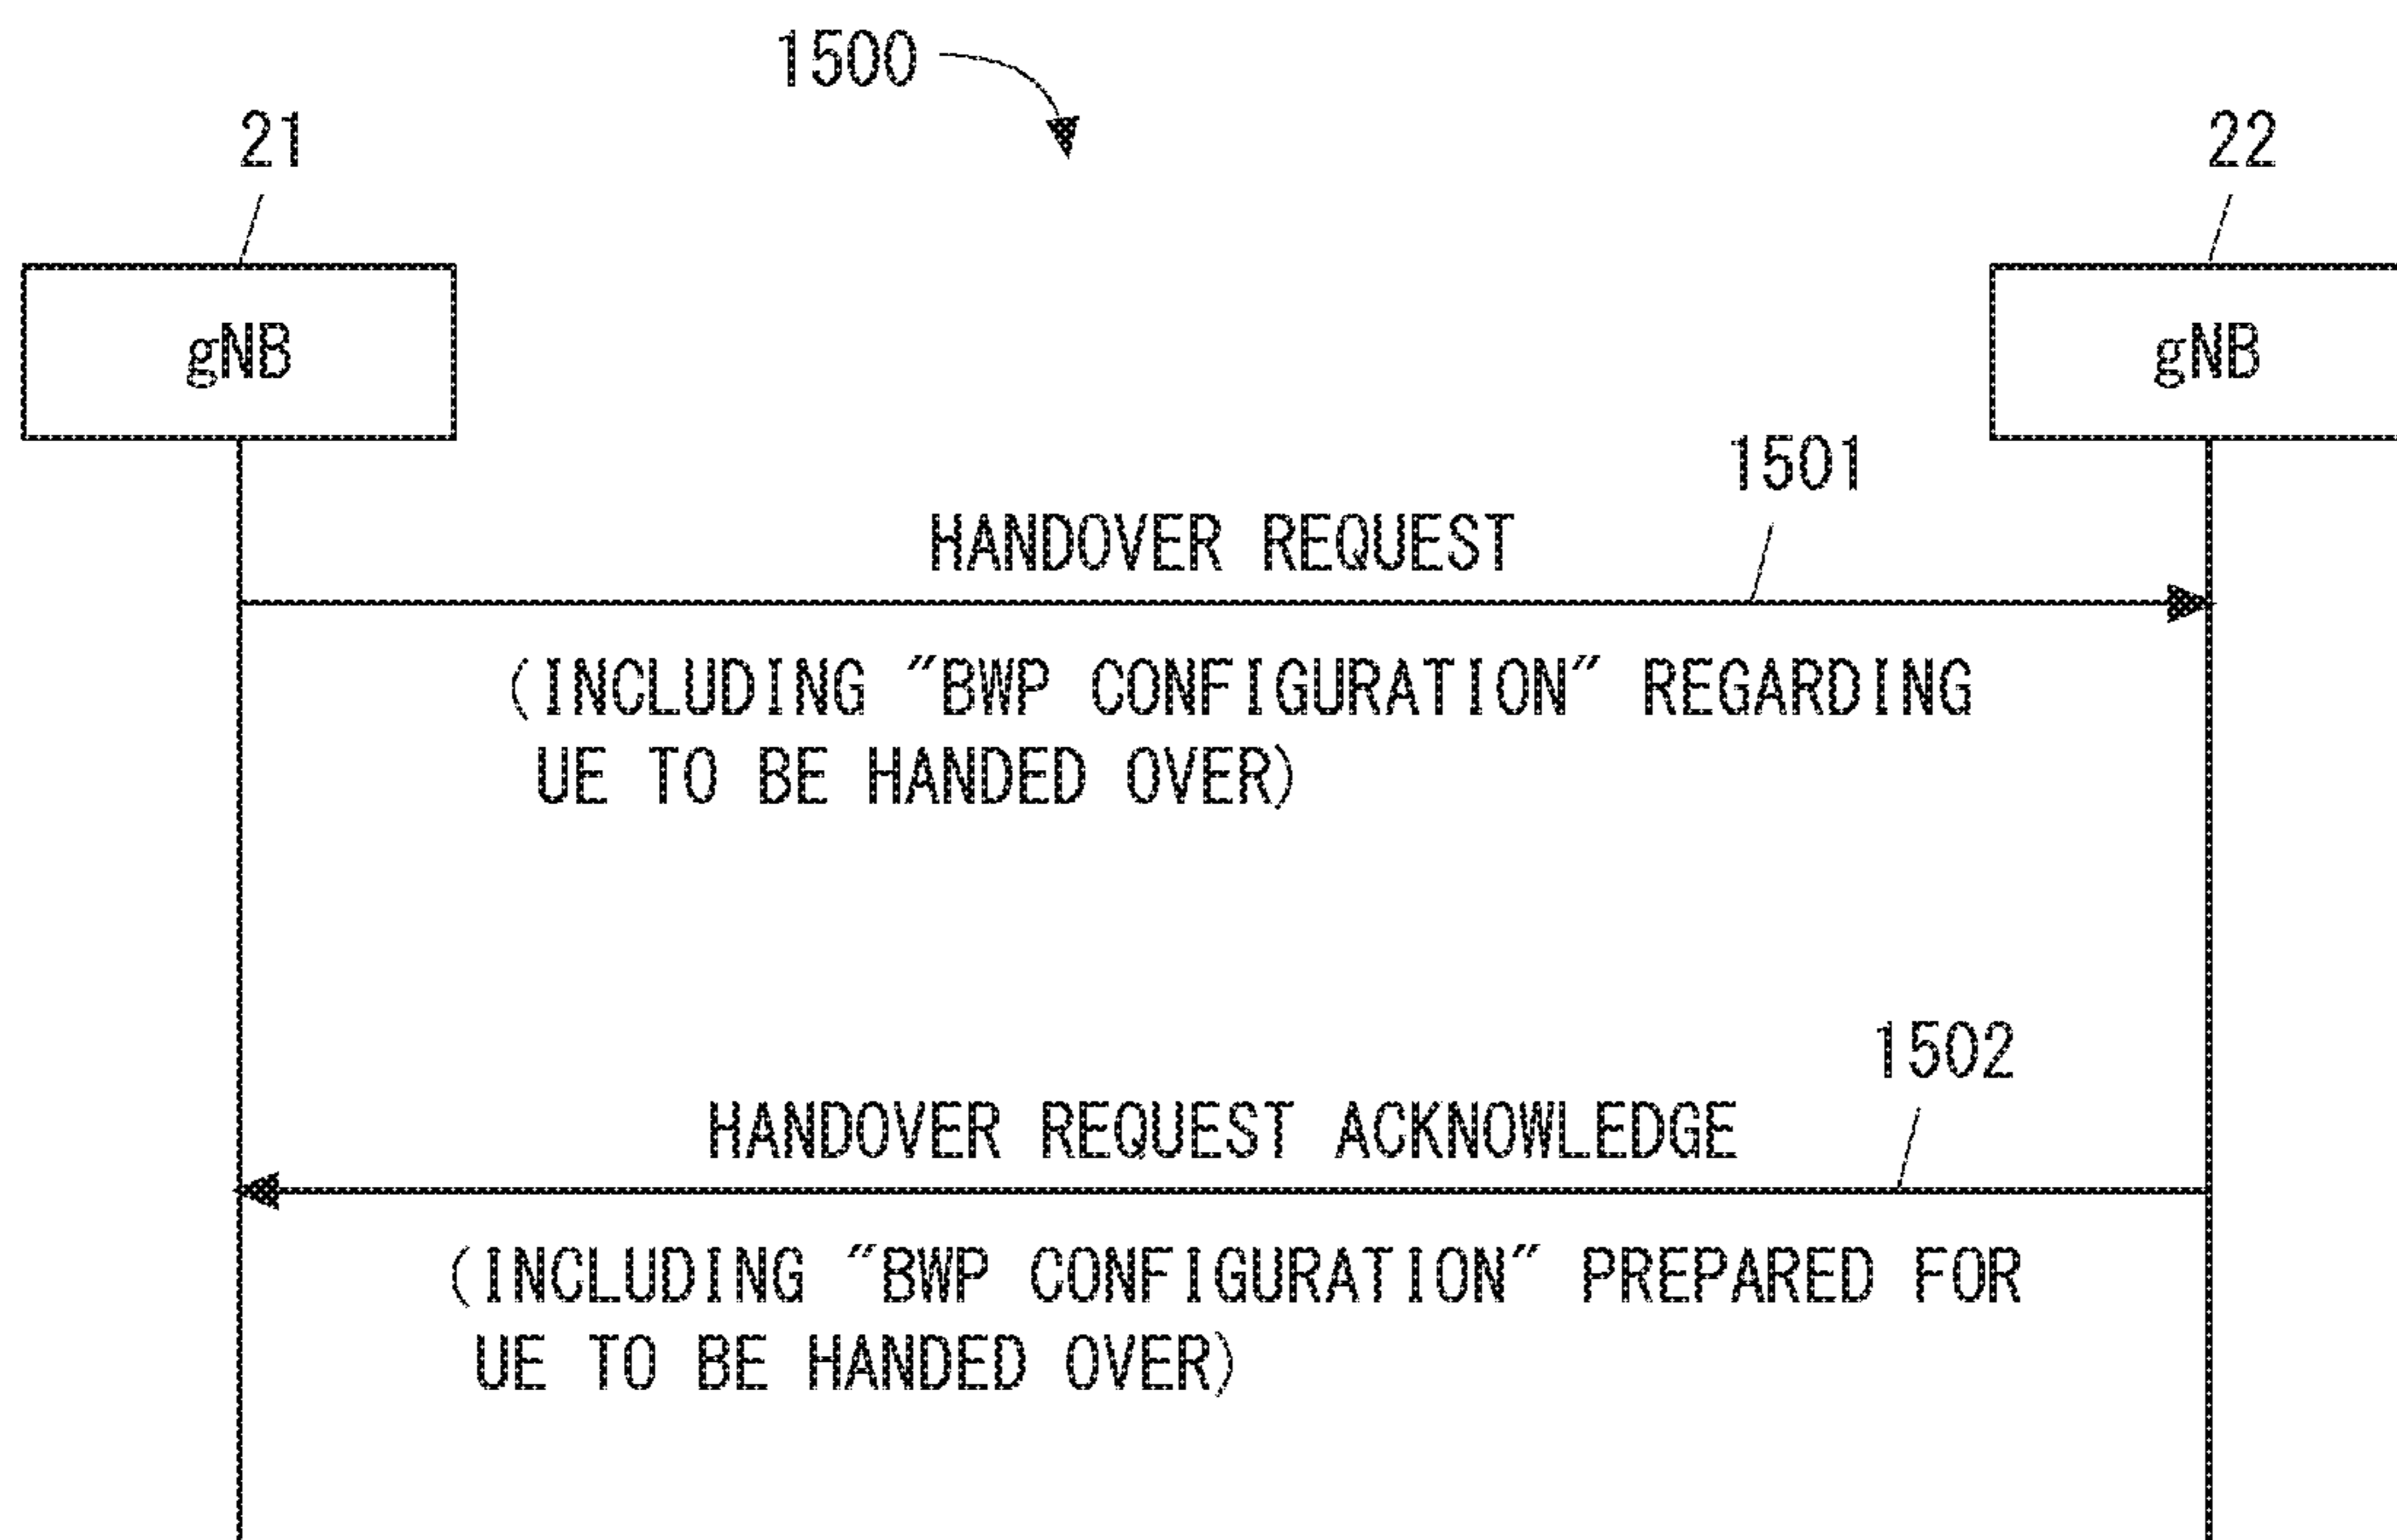 1500
21
22
gNB
gNB
1501
HANDOVER REQUEST
(INCLUDING "BWP CONFIGURATION" REGARDING
UE TO BE HANDED OVER)
1502
HANDOVER REQUEST ACKNOWLEDGE
(INCLUDING "BWP CONFIGURATION" PREPARED FOR
UE TO BE HANDED OVER)